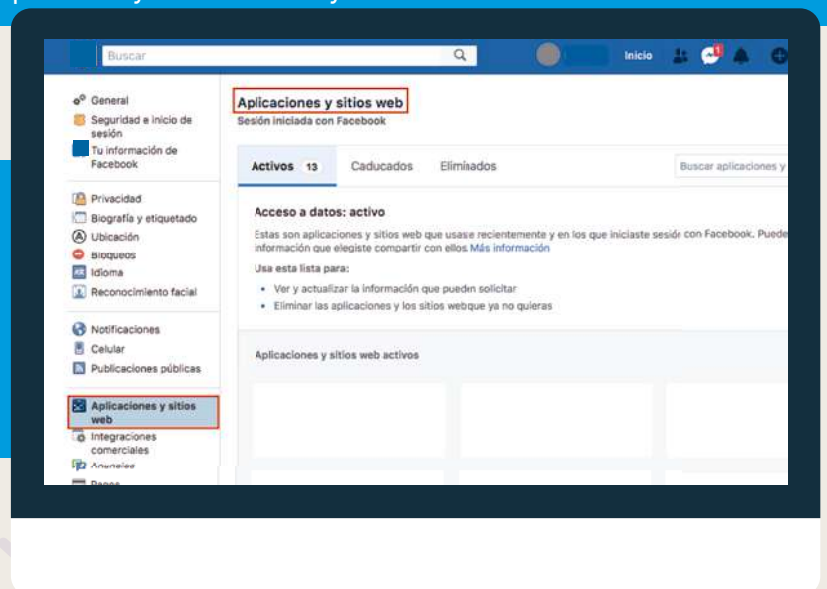 Buscar
Inicio
1
General
Seguridad e inicio de
sesión
Tu información de
Facebook
Privacidad
Biografía y etiquetado
Ubicación
Bloqueos
Idioma
Reconocimiento facial
Notificaciones
Celular
Publicaciones públicas
Aplicaciones y sitios
web
Integraciones
comerciales
Anuncios
Pagos
Aplicaciones y sitios web
Sesión iniciada con Facebook
Activos 13 Caducados Eliminados
Buscar aplicaciones y
Acceso a datos: activo
Estas son aplicaciones y sitios web que usaste recientemente y en los que iniciaste sesión con Facebook. Puede
información que elegiste compartir con ellos Más información
Usa esta lista para:
• Ver y actualizar la información que pueden solicitar
• Eliminar las aplicaciones y los sitios webque ya no quieras
Aplicaciones y sitios web activos